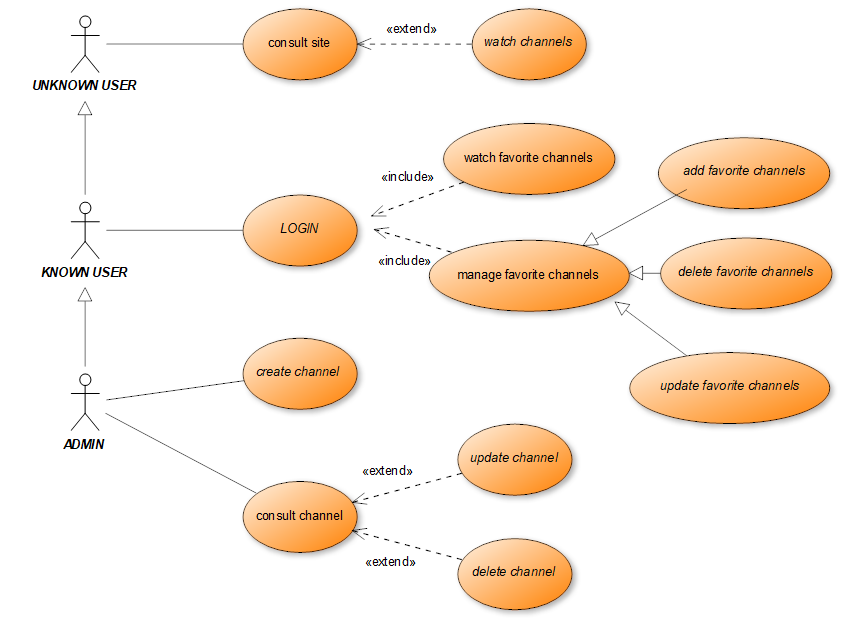 «extend»
consult site
watch channels
UNKNOWN USER
watch favorite channels
add favorite channels
«include»
LOGIN
KNOWN USER
«include»
manage favorite channels
delete favorite channels
create channel
update favorite channels
ADMIN
update channel
«extend»
consult channel
«extend»
delete channel